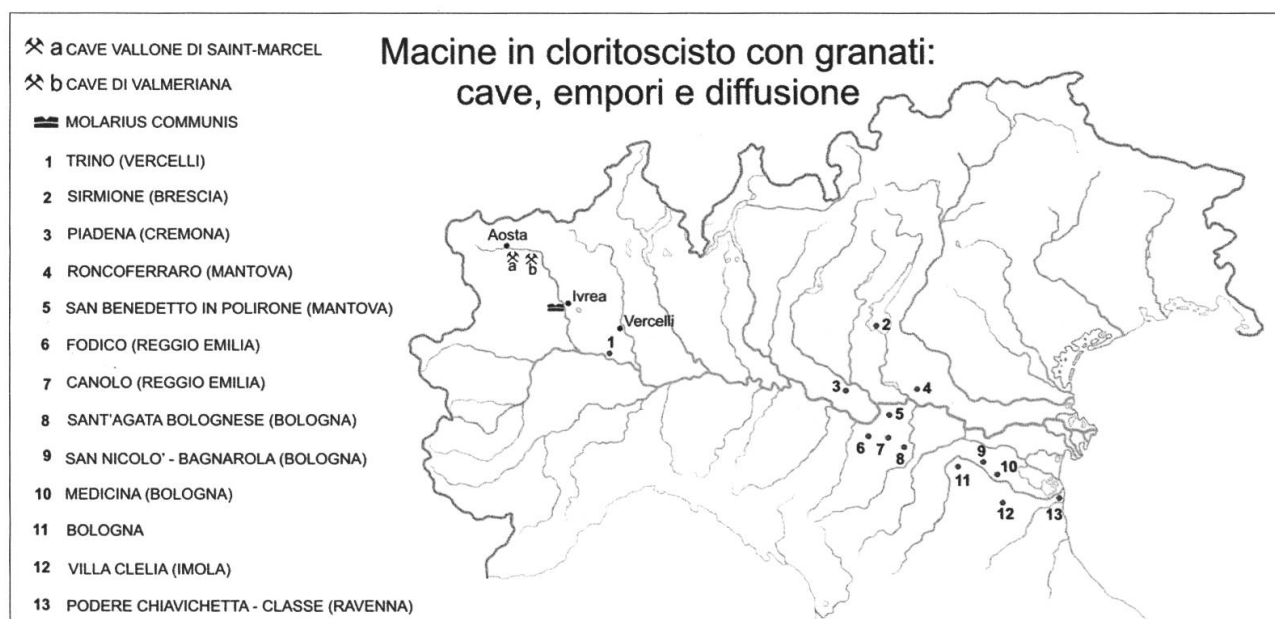 a CAVE VALLONE DI SAINT-MARCEL
b CAVE DI VALMERIANA
MOLARIUS COMMUNIS
1 TRINO (VERCELLI)
2 SIRMIONE (BRESCIA)
3 PIADENA (CREMONA)
4 RONCOFERRARO (MANTOVA)
5 SAN BENEDETTO IN POLIRONE (MANTOVA)
6 FODICO (REGGIO EMILIA)
7 CANOLO (REGGIO EMILIA)
8 SANT'AGATA BOLOGNESE (BOLOGNA)
9 SAN NICOLO' - BAGNAROLA (BOLOGNA)
10 MEDICINA (BOLOGNA)
11 BOLOGNA
12 VILLA CLELIA (IMOLA)
13 PODERE CHIAVICHETTA - CLASSE (RAVENNA)
Macine in cloritoscisto con granati:
cave, empori e diffusione
Aosta
a b
Ivrea
Vercelli
1
2
3
4
5
6
7
8
9
10
11
12
13